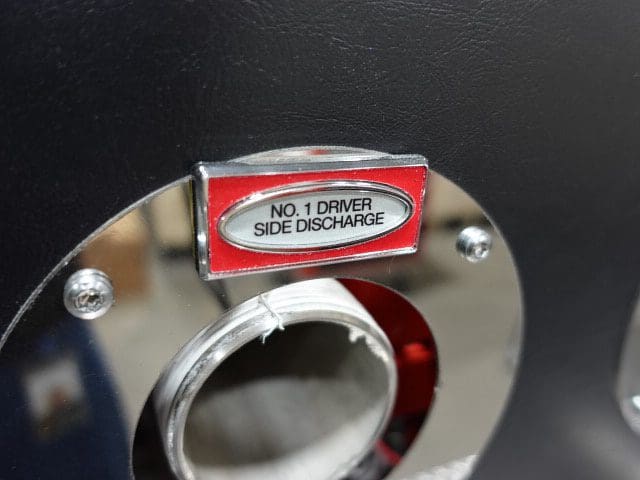 NO. 1 DRIVER
SIDE DISCHARGE